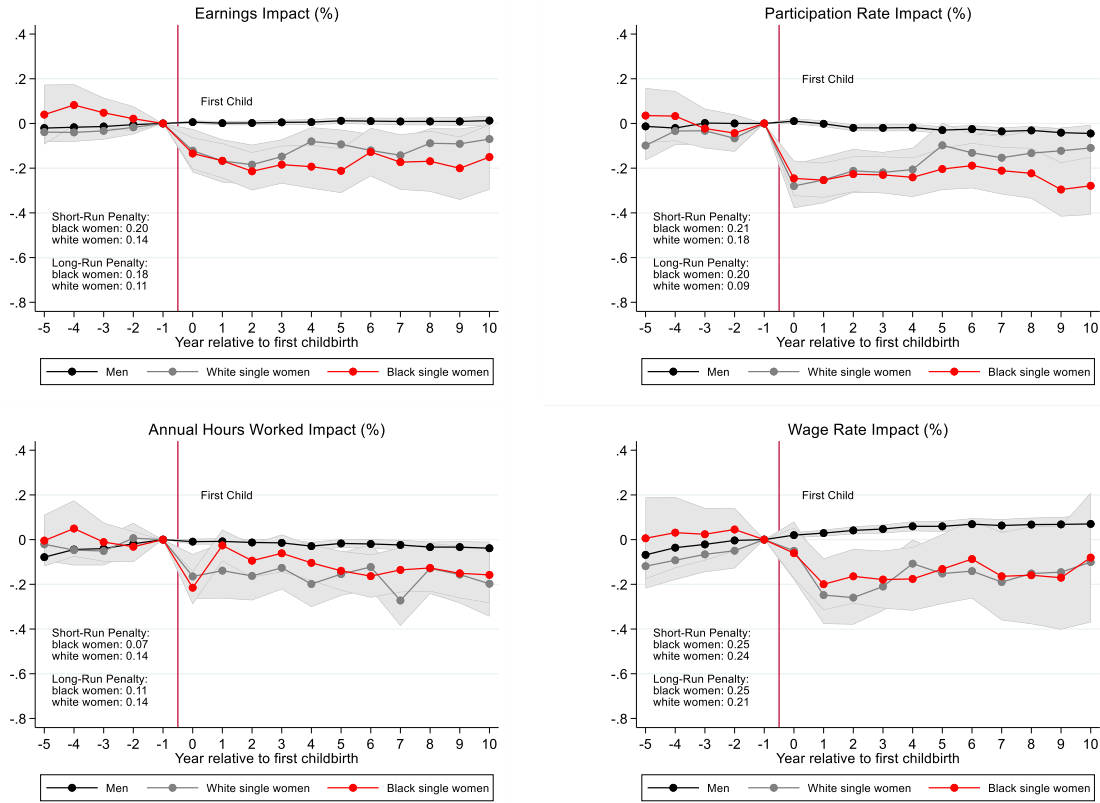 Earnings Impact (%)
.4
.2
0
-.2
-.4
-.6
-.8
First Child
Short-Run Penalty:
black women: 0.20
white women: 0.14
Long-Run Penalty:
black women: 0.18
white women: 0.11
-5 -4 -3 -2 -1 0 1 2 3 4 5 6 7 8 9 10
Year relative to first childbirth
Men White single women Black single women
Participation Rate Impact (%)
.4
.2
0
-.2
-.4
-.6
-.8
First Child
Short-Run Penalty:
black women: 0.21
white women: 0.18
Long-Run Penalty:
black women: 0.20
white women: 0.09
-5 -4 -3 -2 -1 0 1 2 3 4 5 6 7 8 9 10
Year relative to first childbirth
Men White single women Black single women
Annual Hours Worked Impact (%)
.4
.2
0
-.2
-.4
-.6
-.8
First Child
Short-Run Penalty:
black women: 0.07
white women: 0.14
Long-Run Penalty:
black women: 0.11
white women: 0.14
-5 -4 -3 -2 -1 0 1 2 3 4 5 6 7 8 9 10
Year relative to first childbirth
Men White single women Black single women
Wage Rate Impact (%)
.4
.2
0
-.2
-.4
-.6
-.8
First Child
Short-Run Penalty:
black women: 0.25
white women: 0.24
Long-Run Penalty:
black women: 0.25
white women: 0.21
-5 -4 -3 -2 -1 0 1 2 3 4 5 6 7 8 9 10
Year relative to first childbirth
Men White single women Black single women